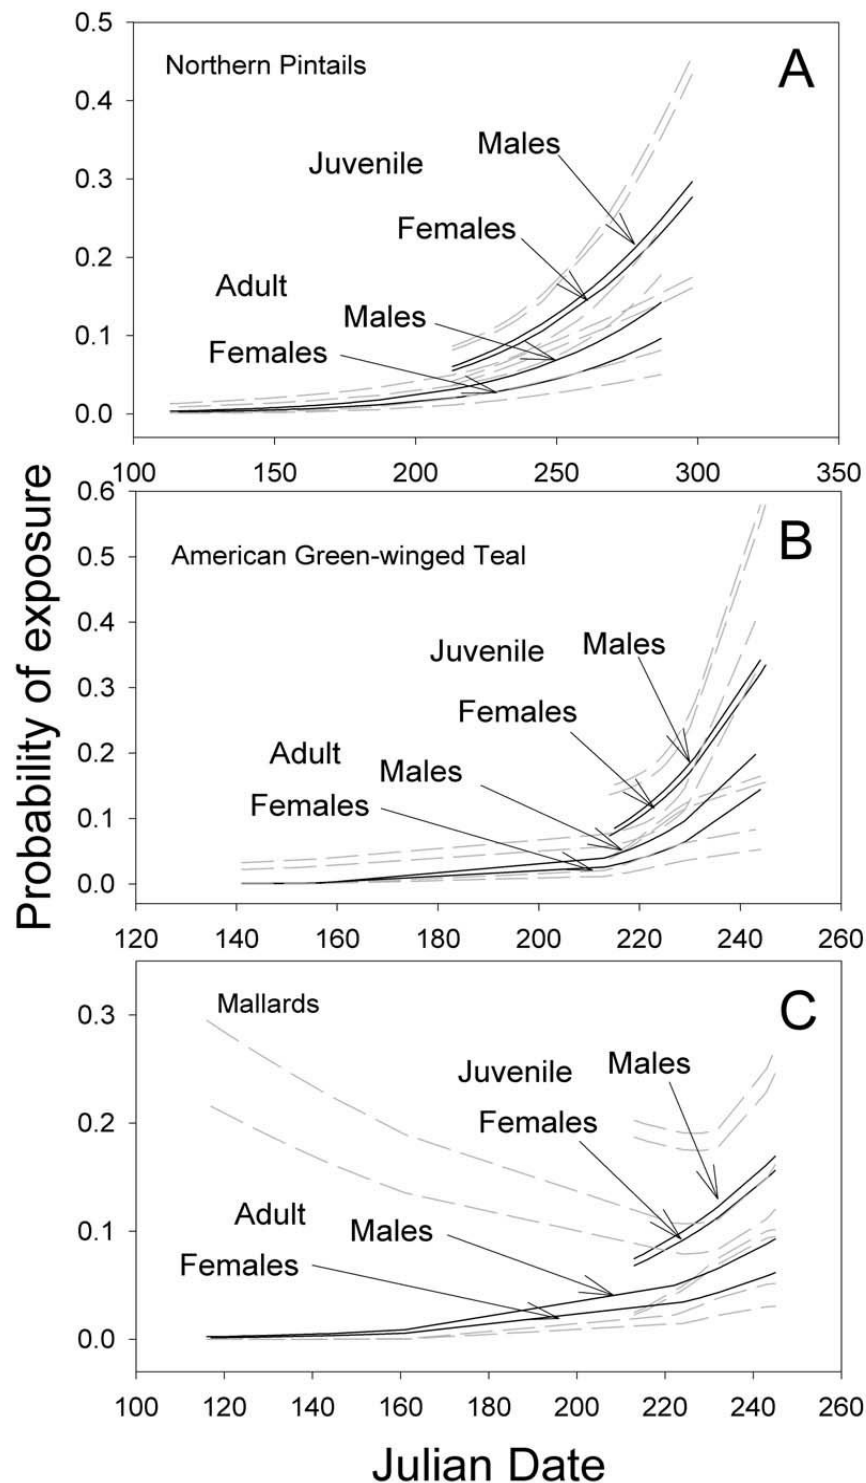 0.5
Northern Pintails
A
0.4
Males
Juvenile
0.3
Females
0.2
Adult
Males
0.1
Females
0.0
100 150 200 250 300 350
0.6
B
American Green-winged Teal
0.5
0.4
Males
Juvenile
0.3
Females
0.2
Adult
Males
0.1
Females
0.0
120 140 160 180 200 220 240 260
Mallards
C
0.3
Males
Juvenile
0.2
Females
0.1
Adult
Males
Females
0.0
100 120 140 160 180 200 220 240 260
Probability of exposure
Julian Date